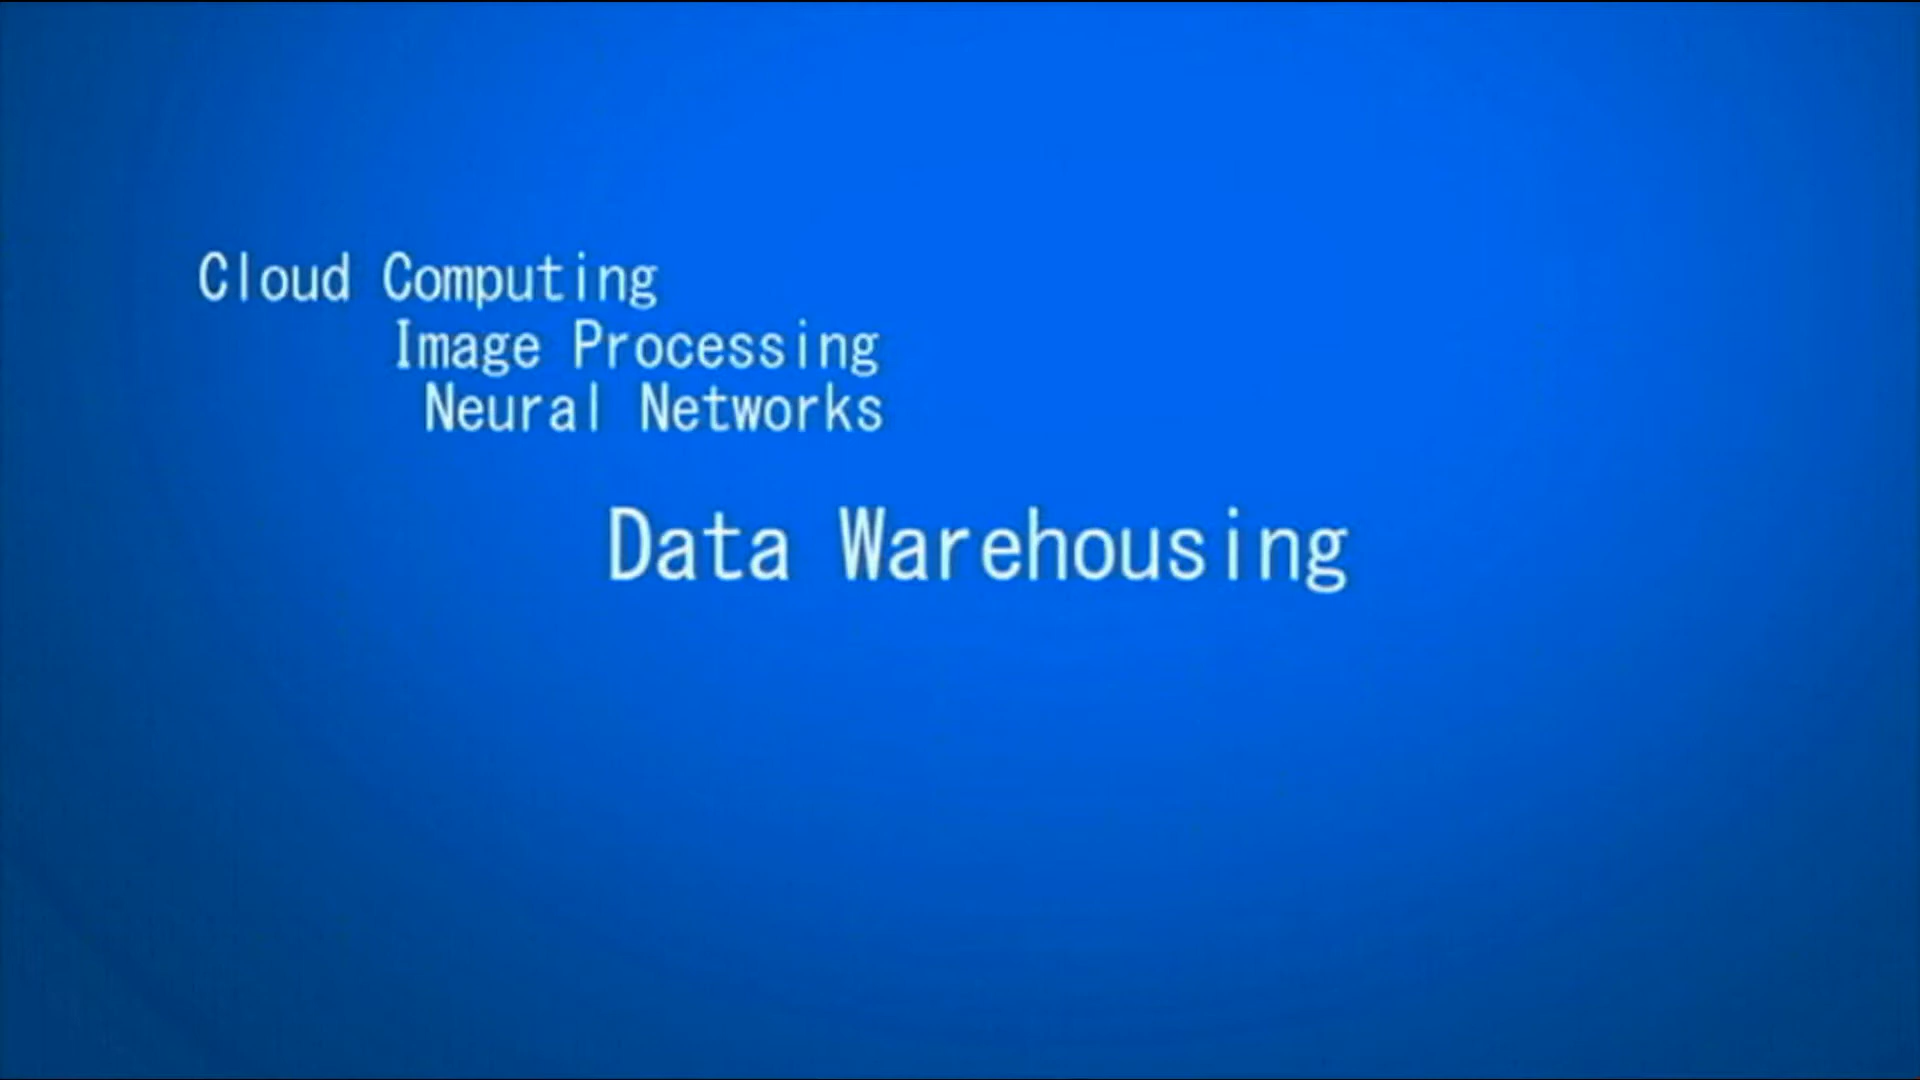 Cloud Computing
Image Processing
Neural Networks
Data Warehousing